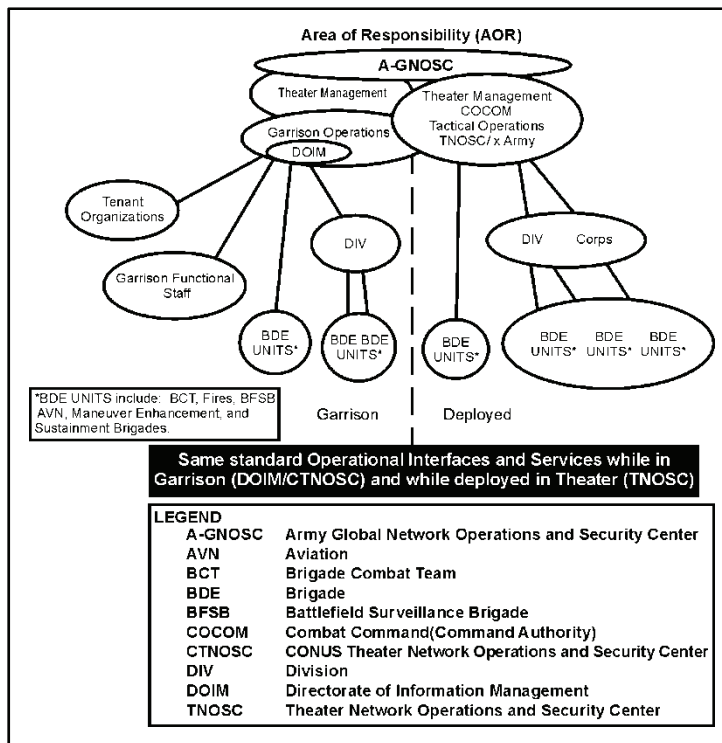 Area of Responsibility (AOR)
A-GNOSC
Theater Management
Theater Management
COCOM
Tactical Operations
TNOSC/ x Army
Garrison Operations
DOIM
Tenant
Organizations
DIV
DIV Corps
Garrison Functional
Staff
BDE
UNITS*
BDE BDE
UNITS*
BDE
UNITS*
BDE BDE BDE
UNITS* UNITS* UNITS*
*BDE UNITS include: BCT, Fires, BFSB
AVN, Maneuver Enhancement, and
Sustainment Brigades.
Garrison
Deployed
Same standard Operational Interfaces and Services while in
Garrison (DOIM/CTNOSC) and while deployed in Theater (TNOSC)
LEGEND
A-GNOSC Army Global Network Operations and Security Center
AVN Aviation
BCT Brigade Combat Team
BDE Brigade
BFSB Battlefield Surveillance Brigade
COCOM Combat Command(Command Authority)
CTNOSC CONUS Theater Network Operations and Security Center
DIV Division
DOIM Directorate of Information Management
TNOSC Theater Network Operations and Security Center